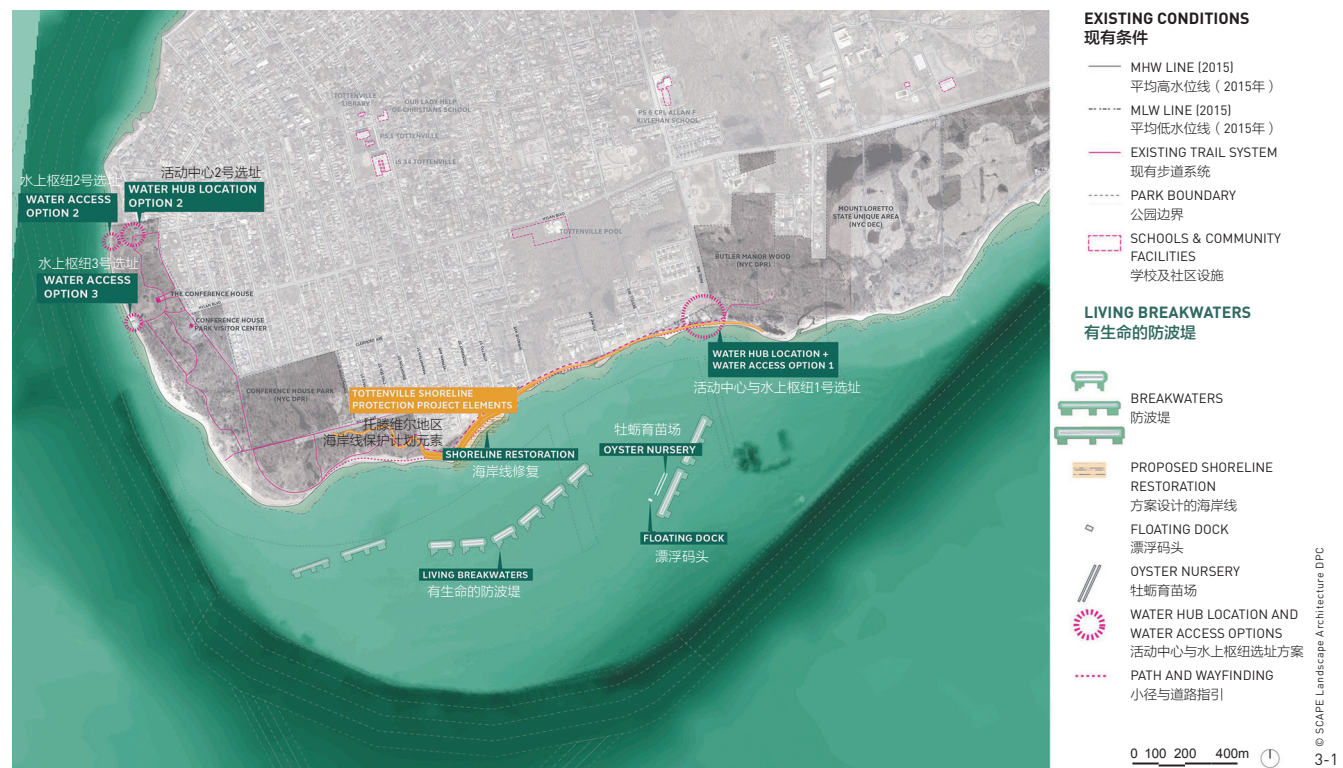 TOTTENVILLE
LIBRARY
OUR LADY HELP
OF CHRISTIANS SCHOOL
PS 1 TOTTENVILLE
IS 34 TOTTENVILLE
PS 6 CPL ALLAN F
KIVLEHAN SCHOOL
水上枢纽2号选址
WATER ACCESS
OPTION 2
活动中心2号选址
WATER HUB LOCATION
OPTION 2
水上枢纽3号选址
WATER ACCESS
OPTION 3
THE CONFERENCE HOUSE
HYLAN BLVD
CONFERENCE HOUSE
PARK VISITOR CENTER
HYLAN BLVD
TOTTENVILLE POOL
MOUNT LORETTO
STATE UNIQUE AREA
(NYC DEC)
BUTLER MANOR WOOD
(NYC DPR)
CONFERENCE HOUSE PARK
(NYC DPR)
TOTTENVILLE SHORELINE
PROTECTION PROJECT ELEMENTS
托滕维尔地区
海岸线保护计划元素
SHORELINE RESTORATION
海岸线修复
WATER HUB LOCATION +
WATER ACCESS OPTION 1
活动中心与水上枢纽1号选址
牡蛎育苗场
OYSTER NURSERY
FLOATING DOCK
漂浮码头
LIVING BREAKWATERS
有生命的防波堤
EXISTING CONDITIONS
现有条件
MHW LINE (2015)
平均高水位线（2015年）
MLW LINE (2015)
平均低水位线（2015年）
EXISTING TRAIL SYSTEM
现有步道系统
PARK BOUNDARY
公园边界
SCHOOLS & COMMUNITY
FACILITIES
学校及社区设施
LIVING BREAKWATERS
有生命的防波堤
BREAKWATERS
防波堤
PROPOSED SHORELINE
RESTORATION
方案设计的海岸线
FLOATING DOCK
漂浮码头
OYSTER NURSERY
牡蛎育苗场
WATER HUB LOCATION AND
WATER ACCESS OPTIONS
活动中心与水上枢纽选址方案
PATH AND WAYFINDING
小径与道路指引
0 100 200 400m
© SCAPE Landscape Architecture DPC
3-1